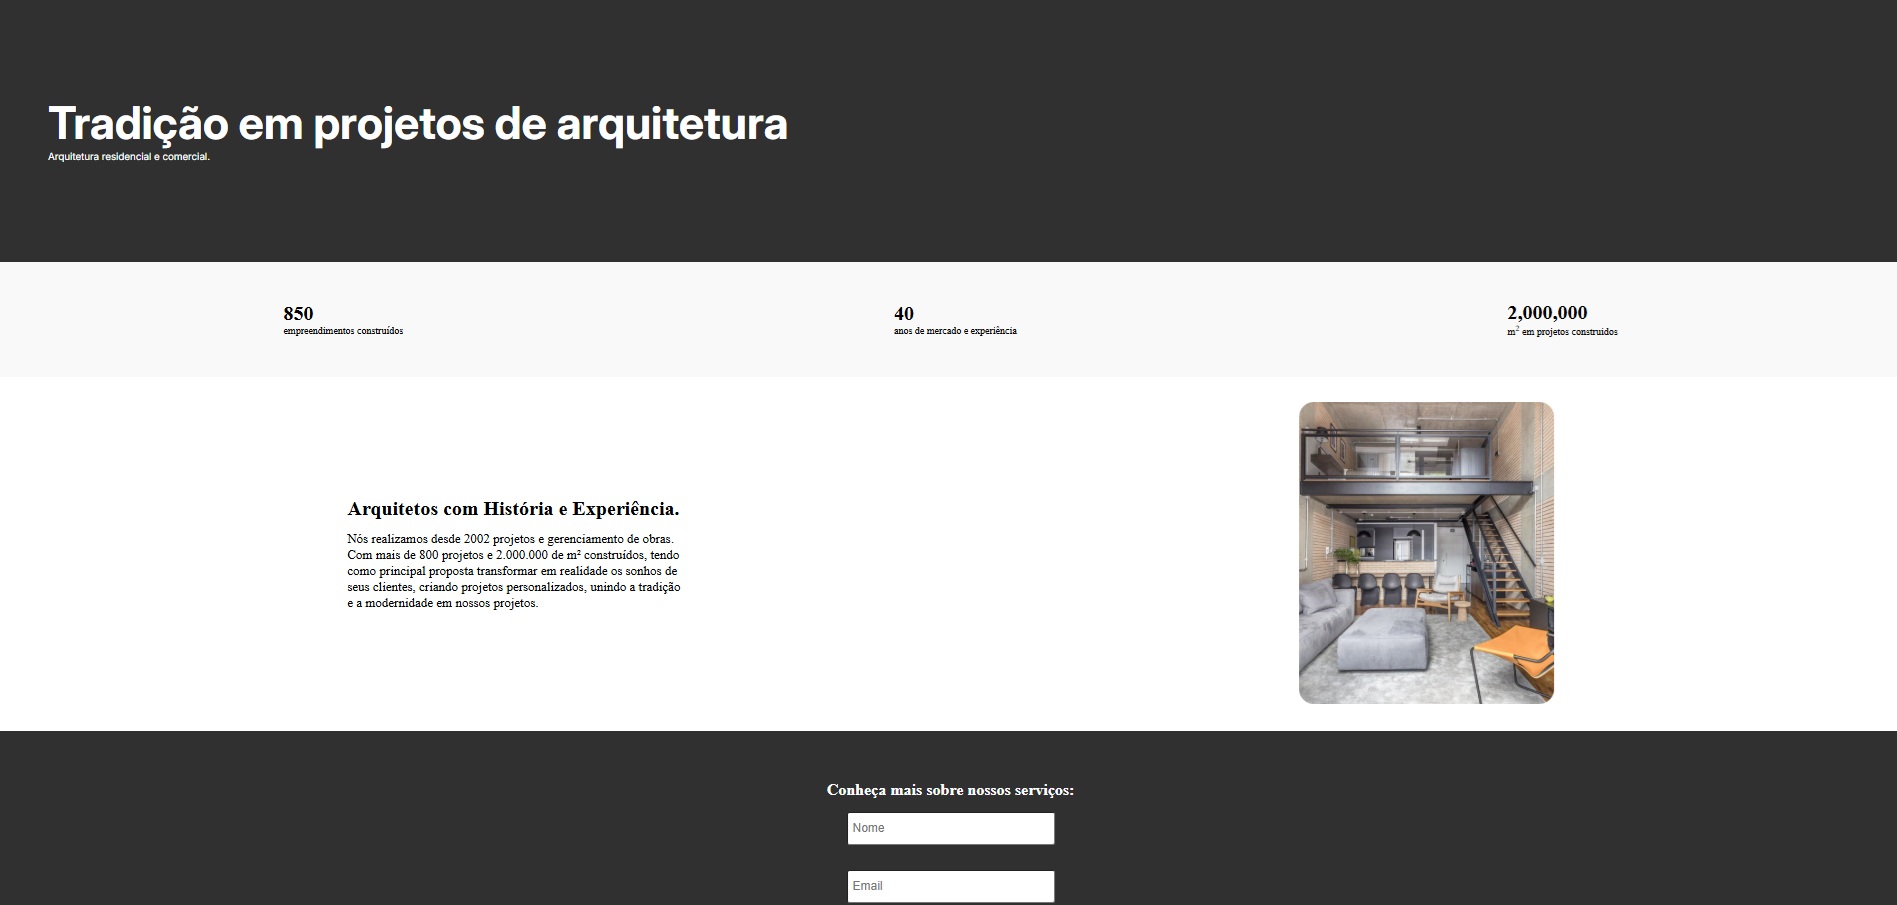 Tradição em projetos de arquitetura
Arquitetura residencial e comercial.
850
empreendimentos construídos
40
anos de mercado e experiência
2,000,000
m² em projetos construidos
Arquitetos com História e Experiência.
Nós realizamos desde 2002 projetos e gerenciamento de obras.
Com mais de 800 projetos e 2.000.000 de m² construídos, tendo
como principal proposta transformar em realidade os sonhos de
seus clientes, criando projetos personalizados, unindo a tradição
e a modernidade em nossos projetos.
Conheça mais sobre nossos serviços:
Nome
Email